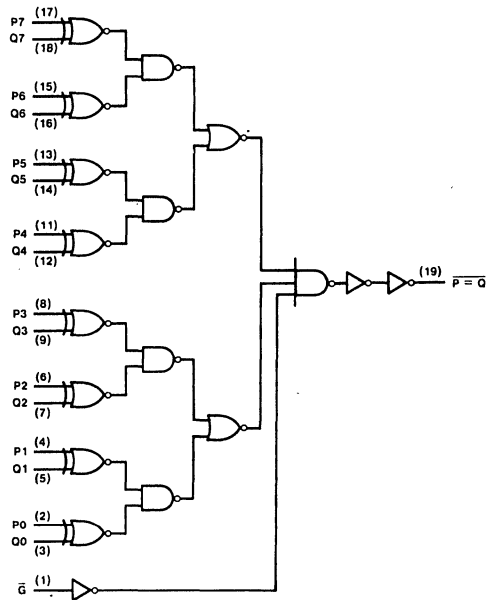 P7 (17)
Q7 (18)
P6 (15)
Q6 (16)
P5 (13)
Q5 (14)
P4 (11)
Q4 (12)
P3 (8)
Q3 (9)
P2 (6)
Q2 (7)
P1 (4)
Q1 (5)
P0 (2)
Q0 (3)
G̅ (1)
(19) P̅ ̅=̅ ̅Q̅